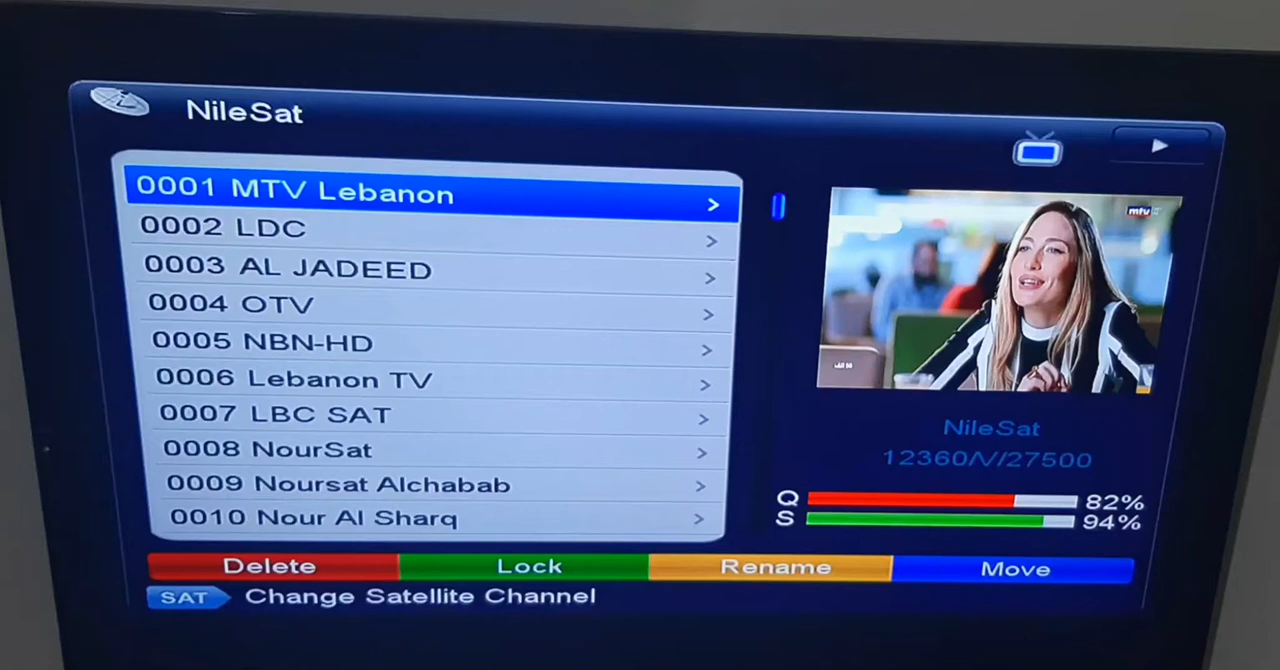 NileSat
0001 MTV Lebanon
0002 LDC
0003 AL JADEED
0004 OTV
0005 NBN-HD
0006 Lebanon TV
0007 LBC SAT
0008 NourSat
0009 Noursat Alchabab
0010 Nour Al Sharq
mtv
NileSat
12360/V/27500
Q 82%
S 94%
Delete Lock Rename Move
SAT Change Satellite Channel